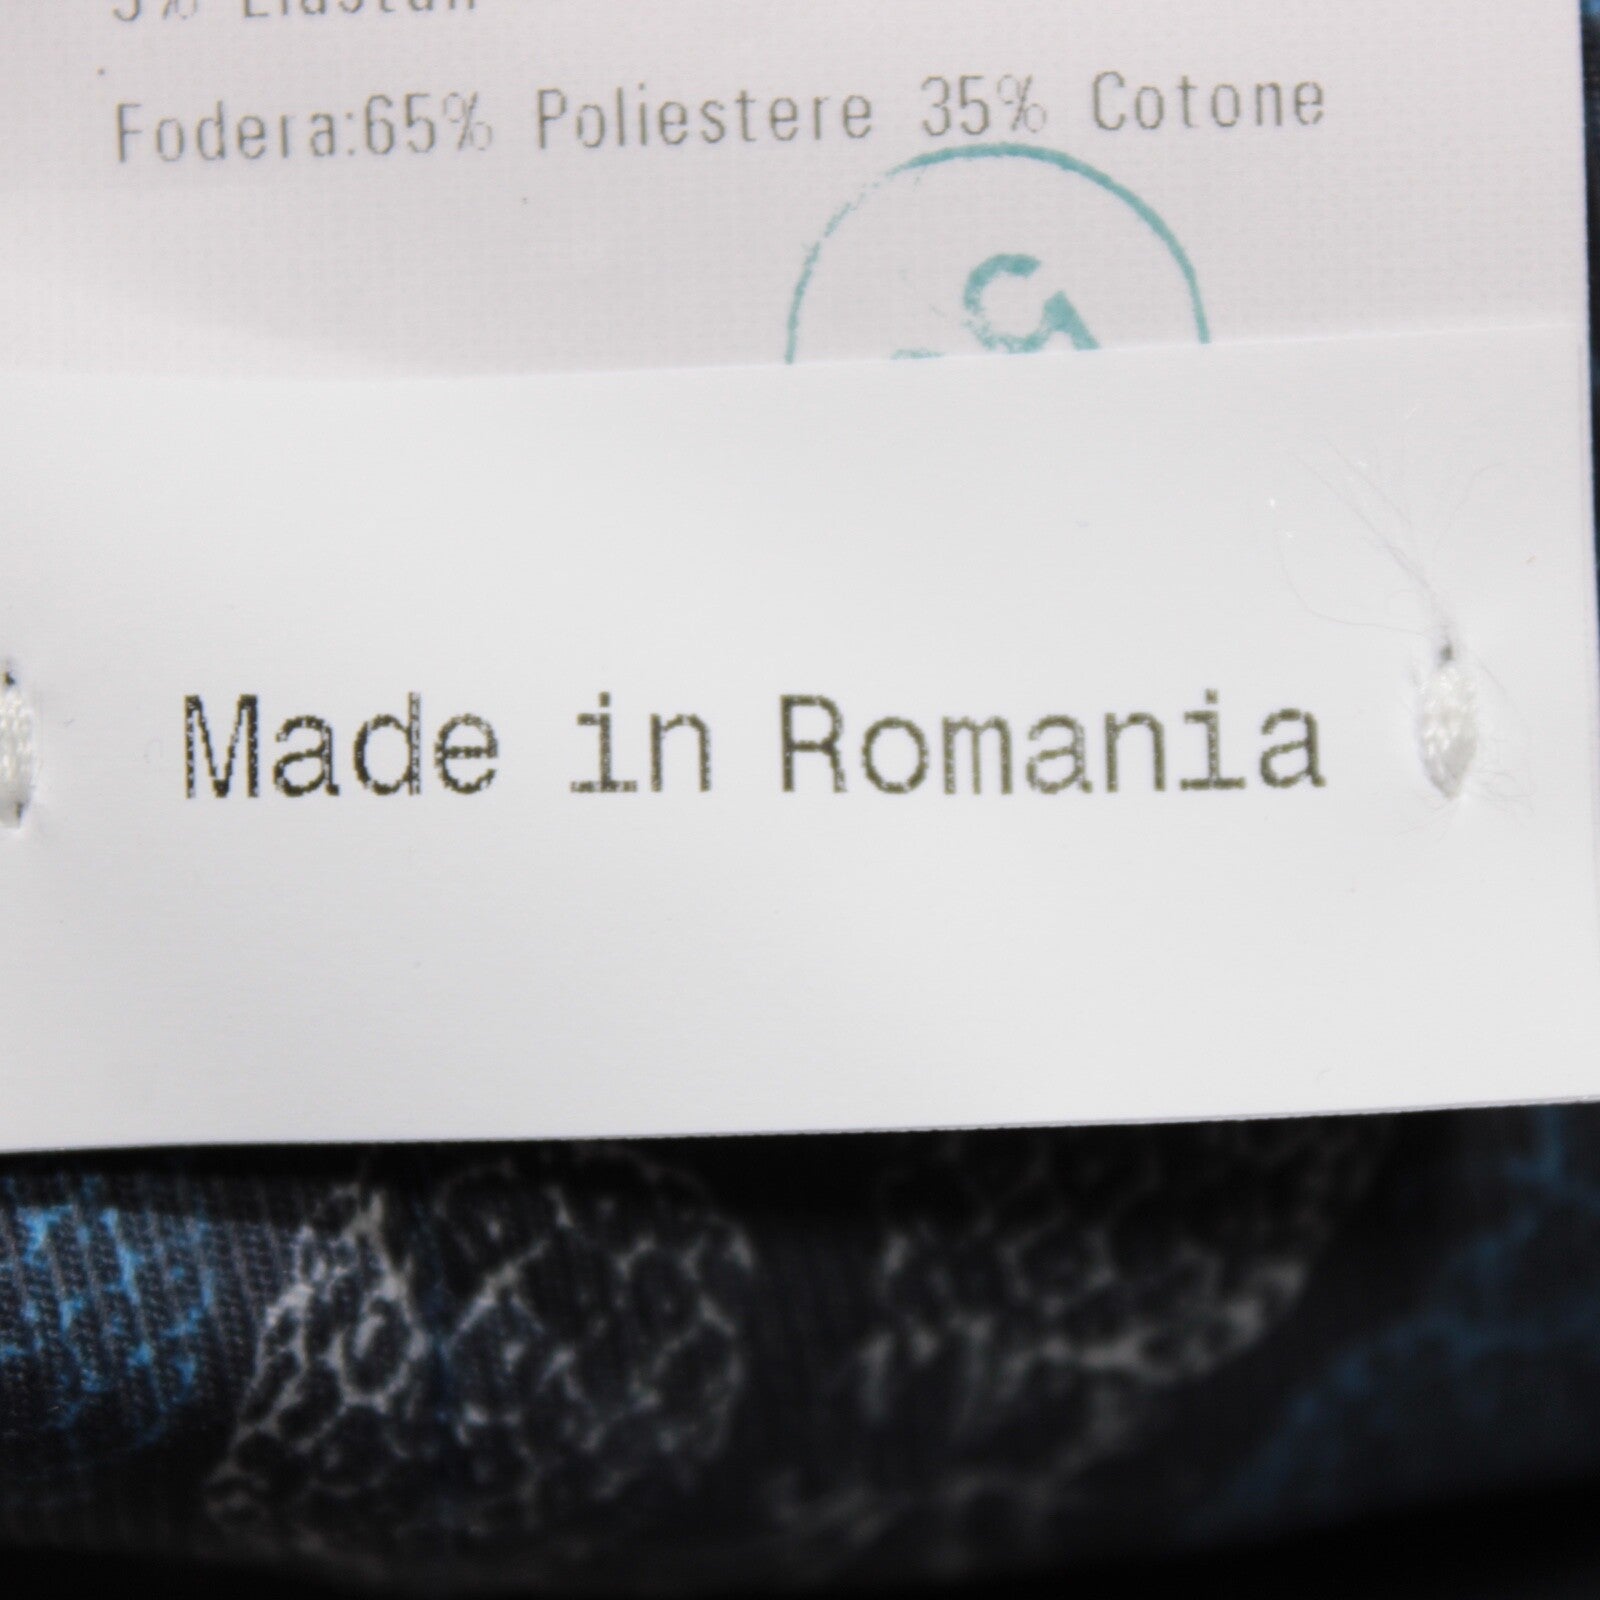 Fodera:65% Poliestere 35% Cotone
Made in Romania